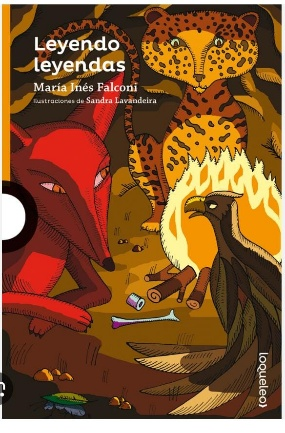 Leyendo
leyendas
María Inés Falconi
Ilustraciones de Sandra Lavandeira
loqueleo